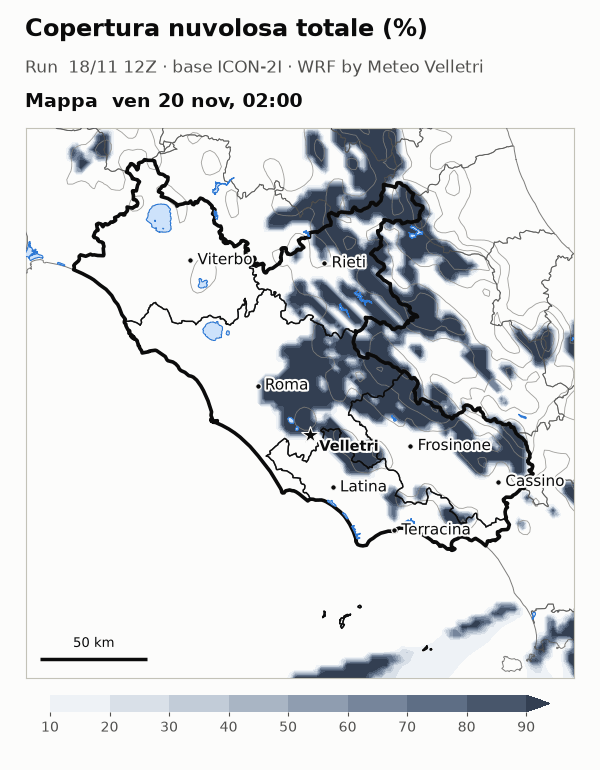 Copertura nuvolosa totale (%)
Run 18/11 12Z · base ICON-2I · WRF by Meteo Velletri
Mappa ven 20 nov, 02:00
Viterbo
Rieti
Roma
Velletri
Frosinone
Latina
Cassino
Terracina
50 km
10 20 30 40 50 60 70 80 90